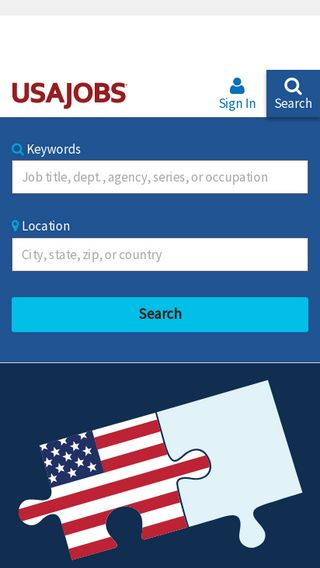 USAJOBS
Sign In
Search
Keywords
Job title, dept., agency, series, or occupation
Location
City, state, zip, or country
Search